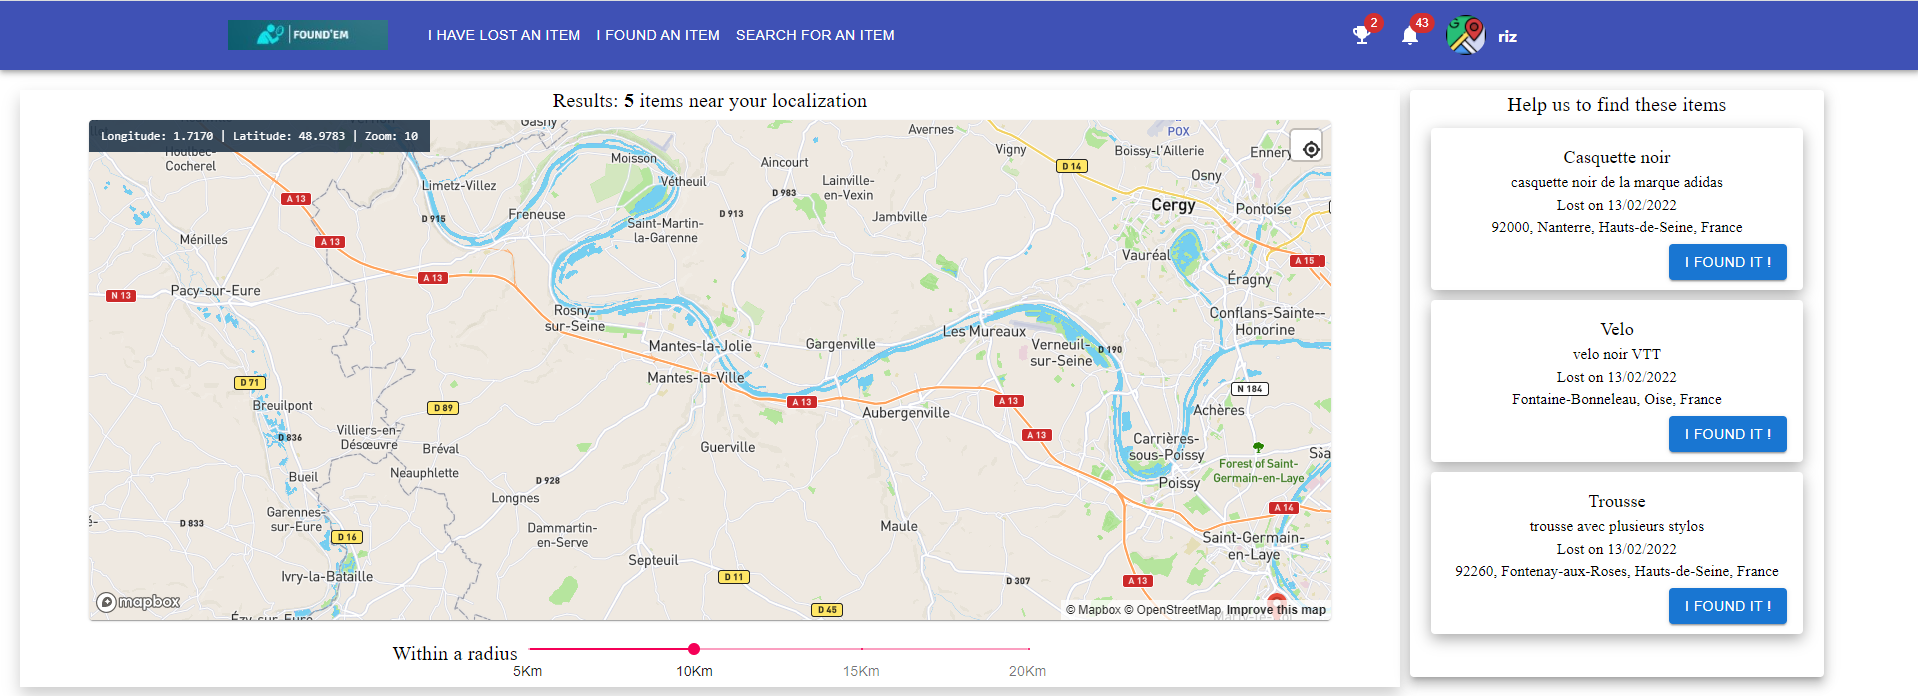 FOUND'EM
I HAVE LOST AN ITEM
I FOUND AN ITEM
SEARCH FOR AN ITEM
2
43
riz
Results: 5 items near your localization
Longitude: 1.7170 | Latitude: 48.9783 | Zoom: 10
Gasny
Houlbec-
Cocherel
Moisson
Limetz-Villez
Vétheuil
Aincourt
Avernes
Vigny
D 14
POX
Boissy-l'Aillerie
Ennery
Osny
A 13
D 983
Lainville-
en-Vexin
D 915
Freneuse
D 913
Jambville
Cergy
Pontoise
Saint-Martin-
la-Garenne
Ménilles
A 13
Vauréal
A 15
A 13
Éragny
N 13
Pacy-sur-Eure
Rosny-
sur-Seine
Conflans-Sainte--
Honorine
Les Mureaux
Mantes-la-Jolie
Gargenville
Verneuil-
sur-Seine
D 190
Mantes-la-Ville
D 71
N 184
Breuilpont
D 89
A 13
A 13
Aubergenville
Achères
D 836
Villiers-en-
Désœuvre
Bréval
Guerville
A 13
Carrières-
sous-Poissy
Forest of Saint-
Germain-en-Laye
Bueil
Neauphlette
D 928
Poissy
Longnes
A 14
Garennes-
sur-Eure
D 833
D 16
Dammartin-
en-Serve
Maule
Saint-Germain-
en-Laye
Septeuil
Ivry-la-Bataille
D 11
D 307
A 13
D 45
Ézy-sur-Eure
mapbox
© Mapbox © OpenStreetMap Improve this map
Within a radius
5Km
10Km
15Km
20Km
Help us to find these items
Casquette noir
casquette noir de la marque adidas
Lost on 13/02/2022
92000, Nanterre, Hauts-de-Seine, France
I FOUND IT !
Velo
velo noir VTT
Lost on 13/02/2022
Fontaine-Bonneleau, Oise, France
I FOUND IT !
Trousse
trousse avec plusieurs stylos
Lost on 13/02/2022
92260, Fontenay-aux-Roses, Hauts-de-Seine, France
I FOUND IT !